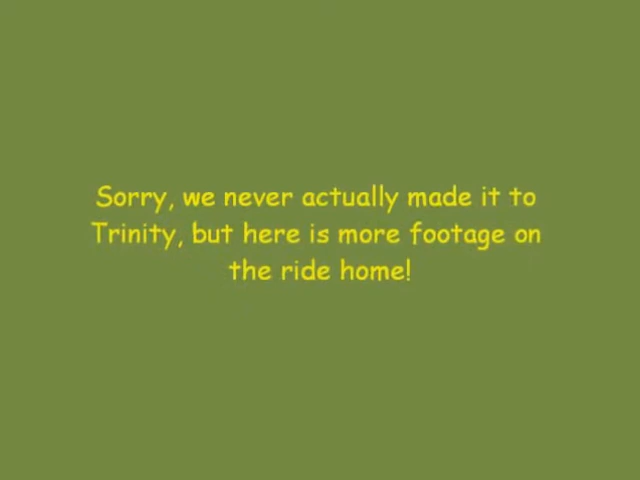 Sorry, we never actually made it to
Trinity, but here is more footage on
the ride home!